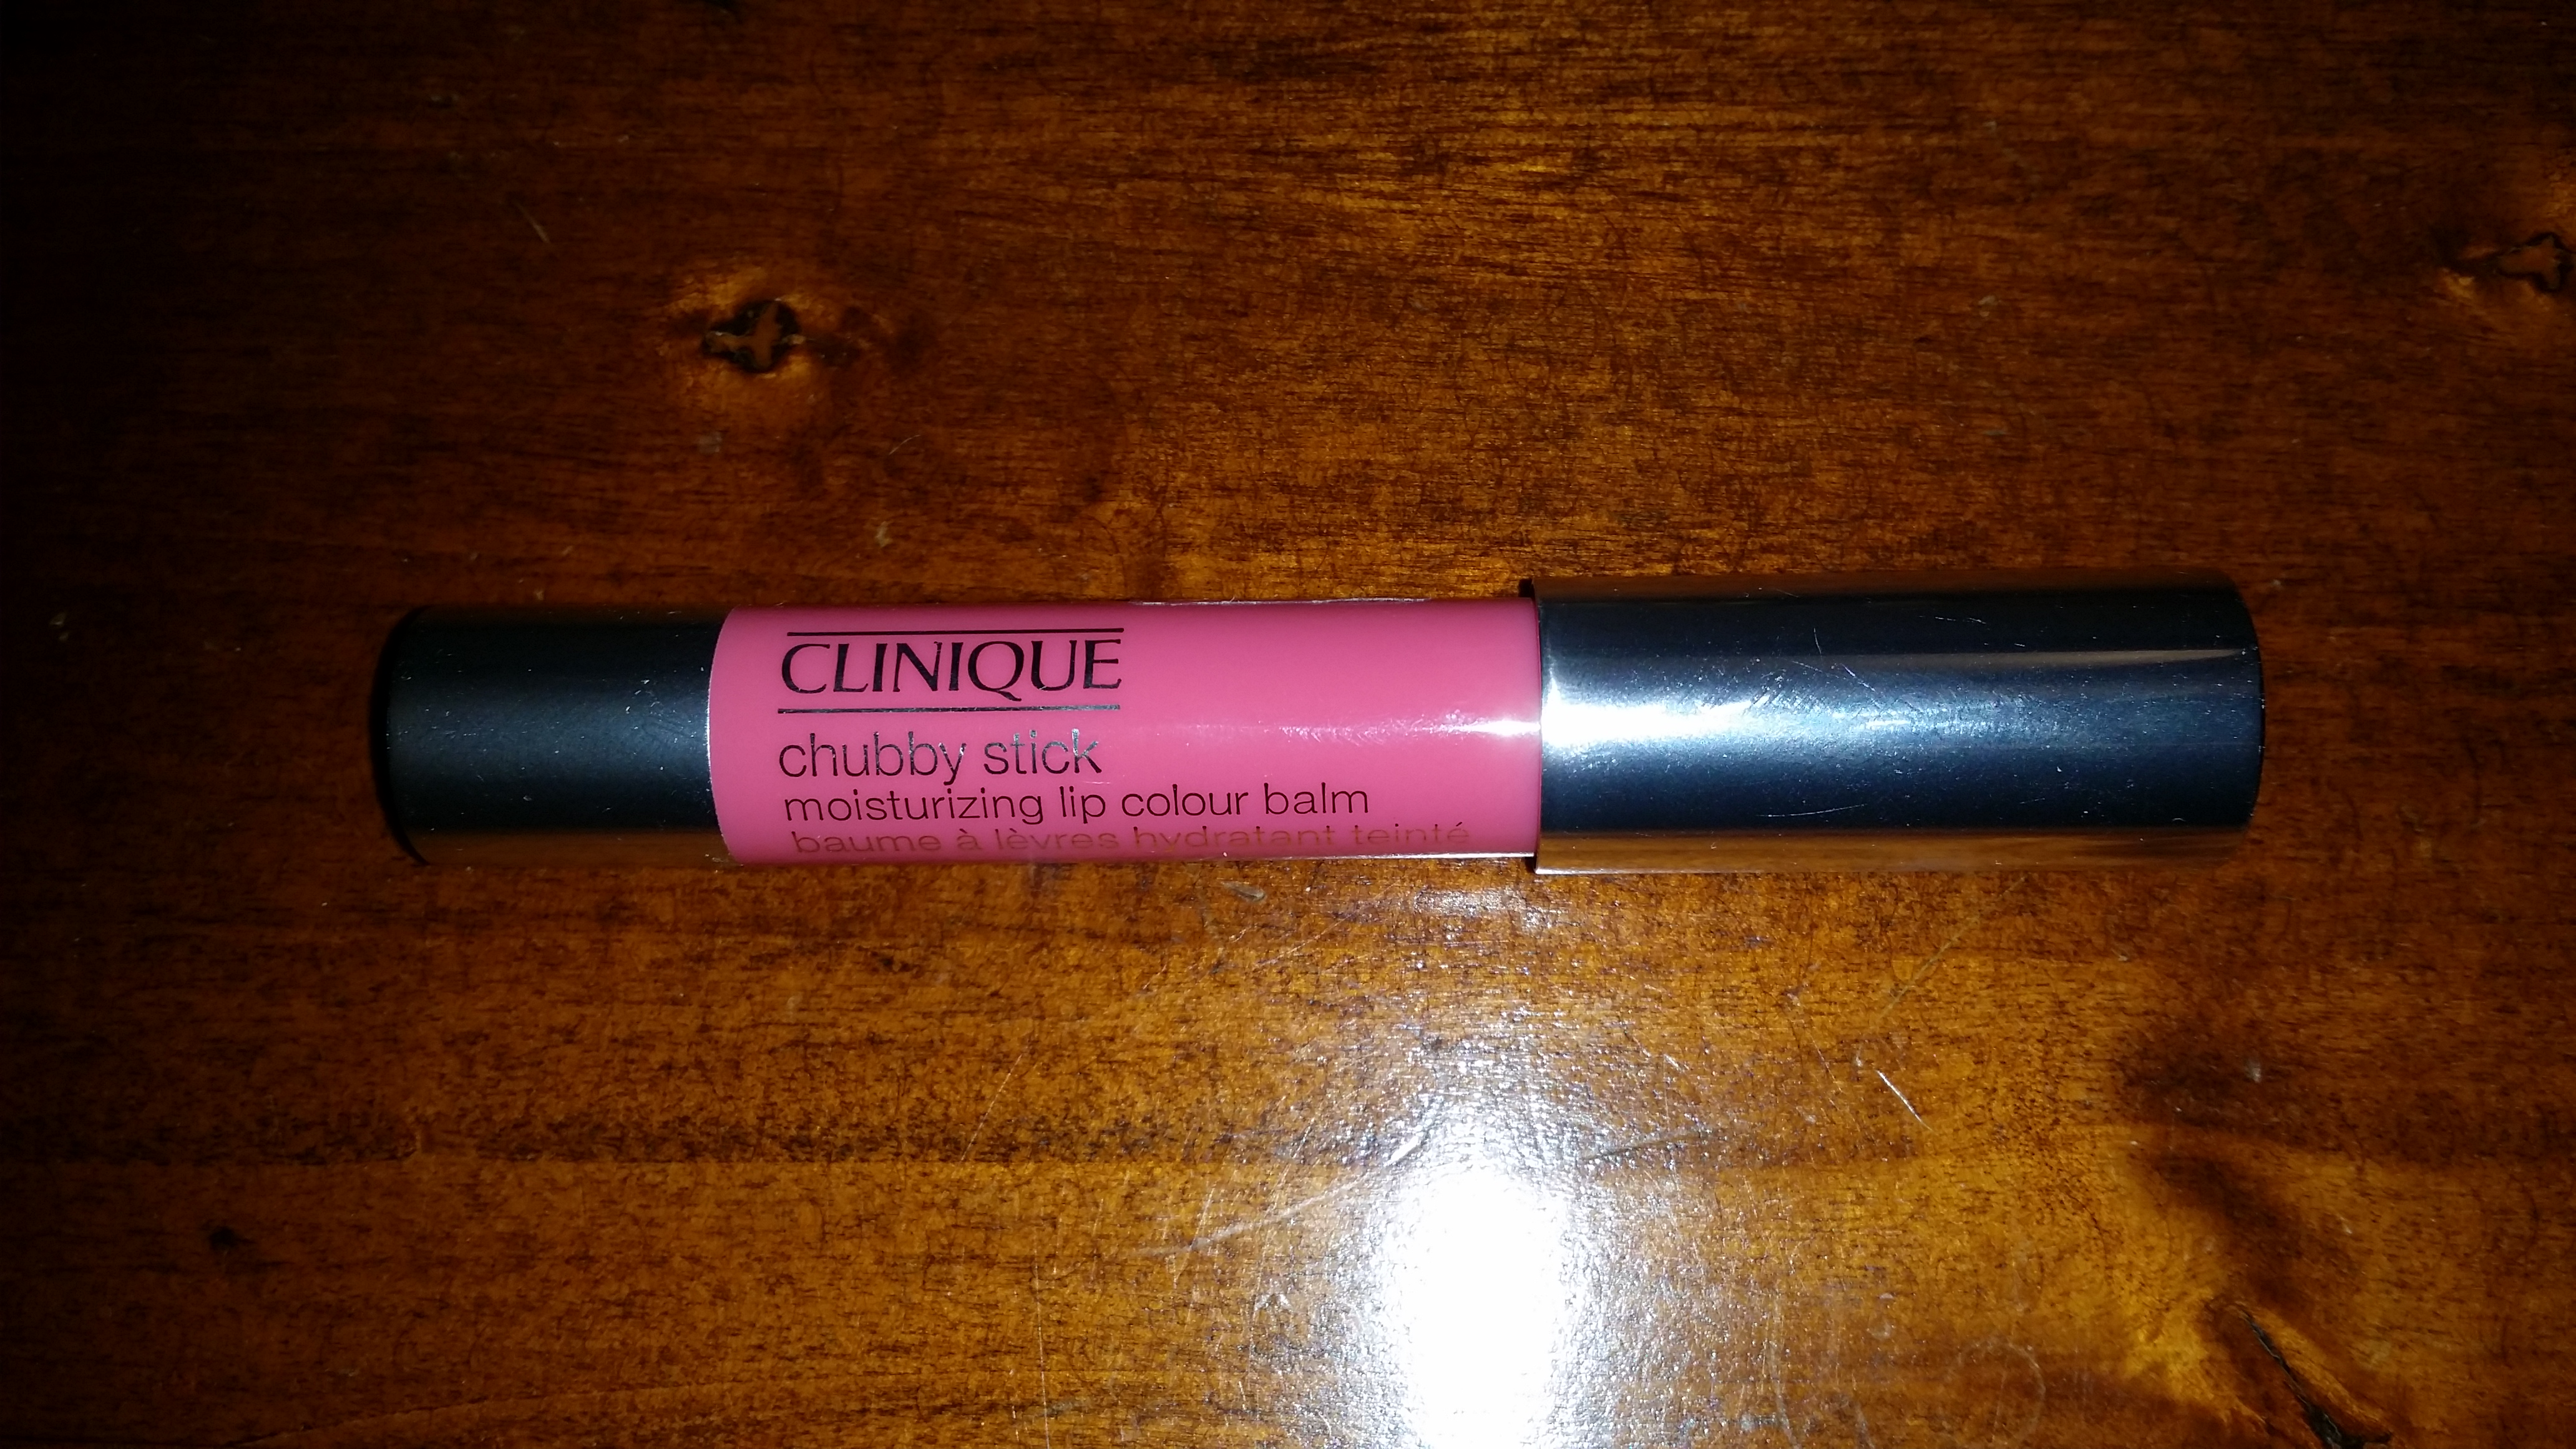 CLINIQUE
chubby stick
moisturizing lip colour balm
baume à lèvres hydratant teinté